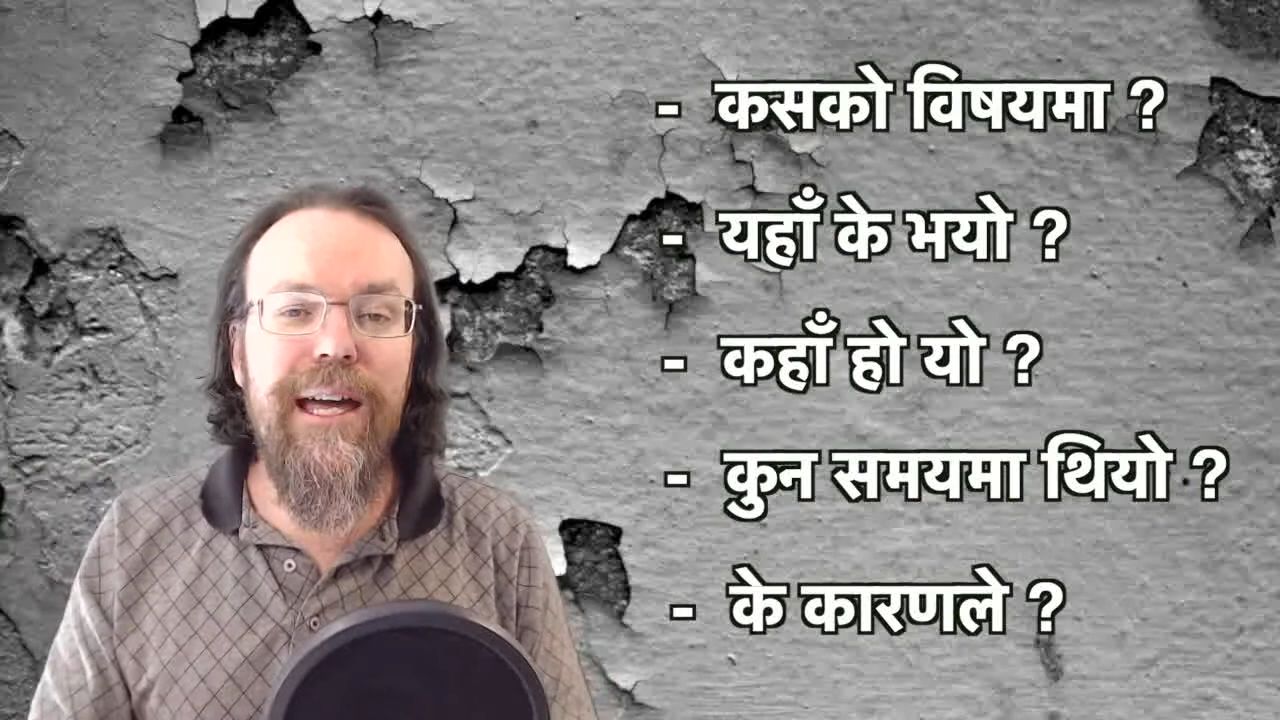 - कसको विषयमा ?
- यहाँ के भयो ?
- कहाँ हो यो ?
- कुन समयमा थियो ?
- के कारणले ?